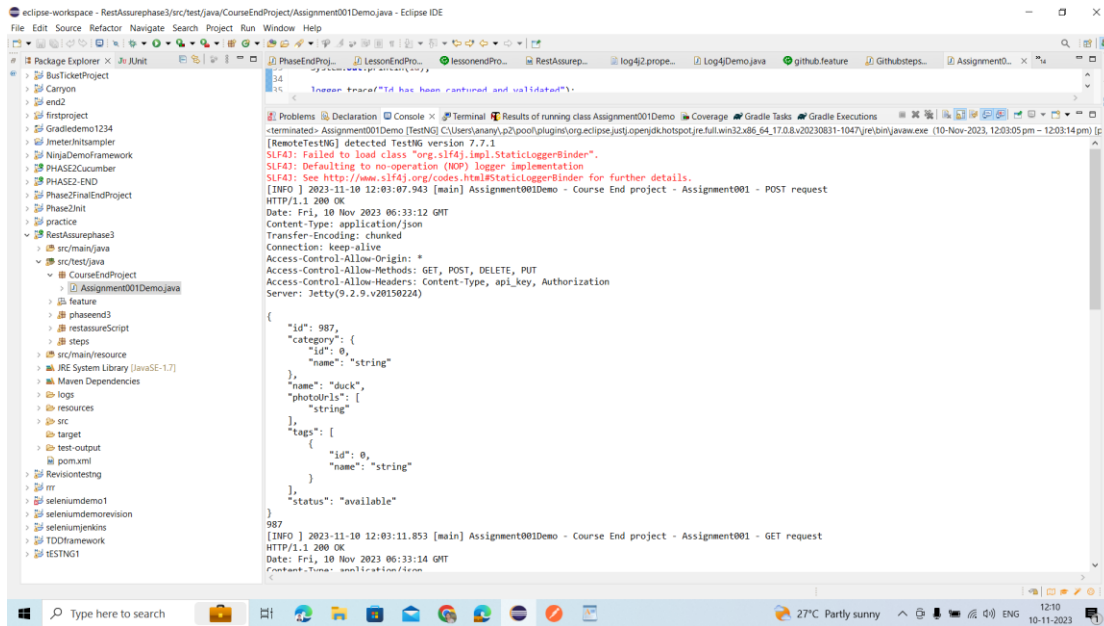 eclipse-workspace - RestAssurephase3/src/test/java/CourseEndProject/Assignment001Demo.java - Eclipse IDE
File Edit Source Refactor Navigate Search Project Run Window Help
Package Explorer × JUnit
PhaseEndProj... LessonEndPro... lessonendPro... RestAssurep... log4j2.prope... Log4jDemo.java github.feature Githubsteps... Assignment0... ×
34
35 logger.trace("Id has been captured and validated");
Problems Declaration Console × Terminal Results of running class Assignment001Demo Coverage Gradle Tasks Gradle Executions
<terminated> Assignment001Demo [TestNG] C:\Users\anany\.p2\pool\plugins\org.eclipse.justj.openjdk.hotspot.jre.full.win32.x86_64_17.0.8.v20230831-1047\jre\bin\javaw.exe (10-Nov-2023, 12:03:05 pm – 12:03:14 pm)
BusTicketProject
Carryon
end2
firstproject
Gradledemo1234
JmeterJnitsampler
NinjaDemoFramework
PHASE2Cucumber
PHASE2-END
Phase2FinalEndProject
Phase2Jnit
practice
RestAssurephase3
src/main/java
src/test/java
CourseEndProject
Assignment001Demo.java
feature
phaseend3
restassureScript
steps
src/main/resource
JRE System Library [JavaSE-1.7]
Maven Dependencies
logs
resources
src
target
test-output
pom.xml
Revisiontestng
rrr
seleniumdemo1
seleniumdemorevision
seleniumjenkins
TDDframework
tESTNG1
[RemoteTestNG] detected TestNG version 7.7.1
SLF4J: Failed to load class "org.slf4j.impl.StaticLoggerBinder".
SLF4J: Defaulting to no-operation (NOP) logger implementation
SLF4J: See http://www.slf4j.org/codes.html#StaticLoggerBinder for further details.
[INFO ] 2023-11-10 12:03:07.943 [main] Assignment001Demo - Course End project - Assignment001 - POST request
HTTP/1.1 200 OK
Date: Fri, 10 Nov 2023 06:33:12 GMT
Content-Type: application/json
Transfer-Encoding: chunked
Connection: keep-alive
Access-Control-Allow-Origin: *
Access-Control-Allow-Methods: GET, POST, DELETE, PUT
Access-Control-Allow-Headers: Content-Type, api_key, Authorization
Server: Jetty(9.2.9.v20150224)
{
"id": 987,
"category": {
"id": 0,
"name": "string"
},
"name": "duck",
"photoUrls": [
"string"
],
"tags": [
{
"id": 0,
"name": "string"
}
],
"status": "available"
}
987
[INFO ] 2023-11-10 12:03:11.853 [main] Assignment001Demo - Course End project - Assignment001 - GET request
HTTP/1.1 200 OK
Date: Fri, 10 Nov 2023 06:33:14 GMT
Content-Type: application/json
Type here to search
27°C Partly sunny
ENG
12:10
10-11-2023